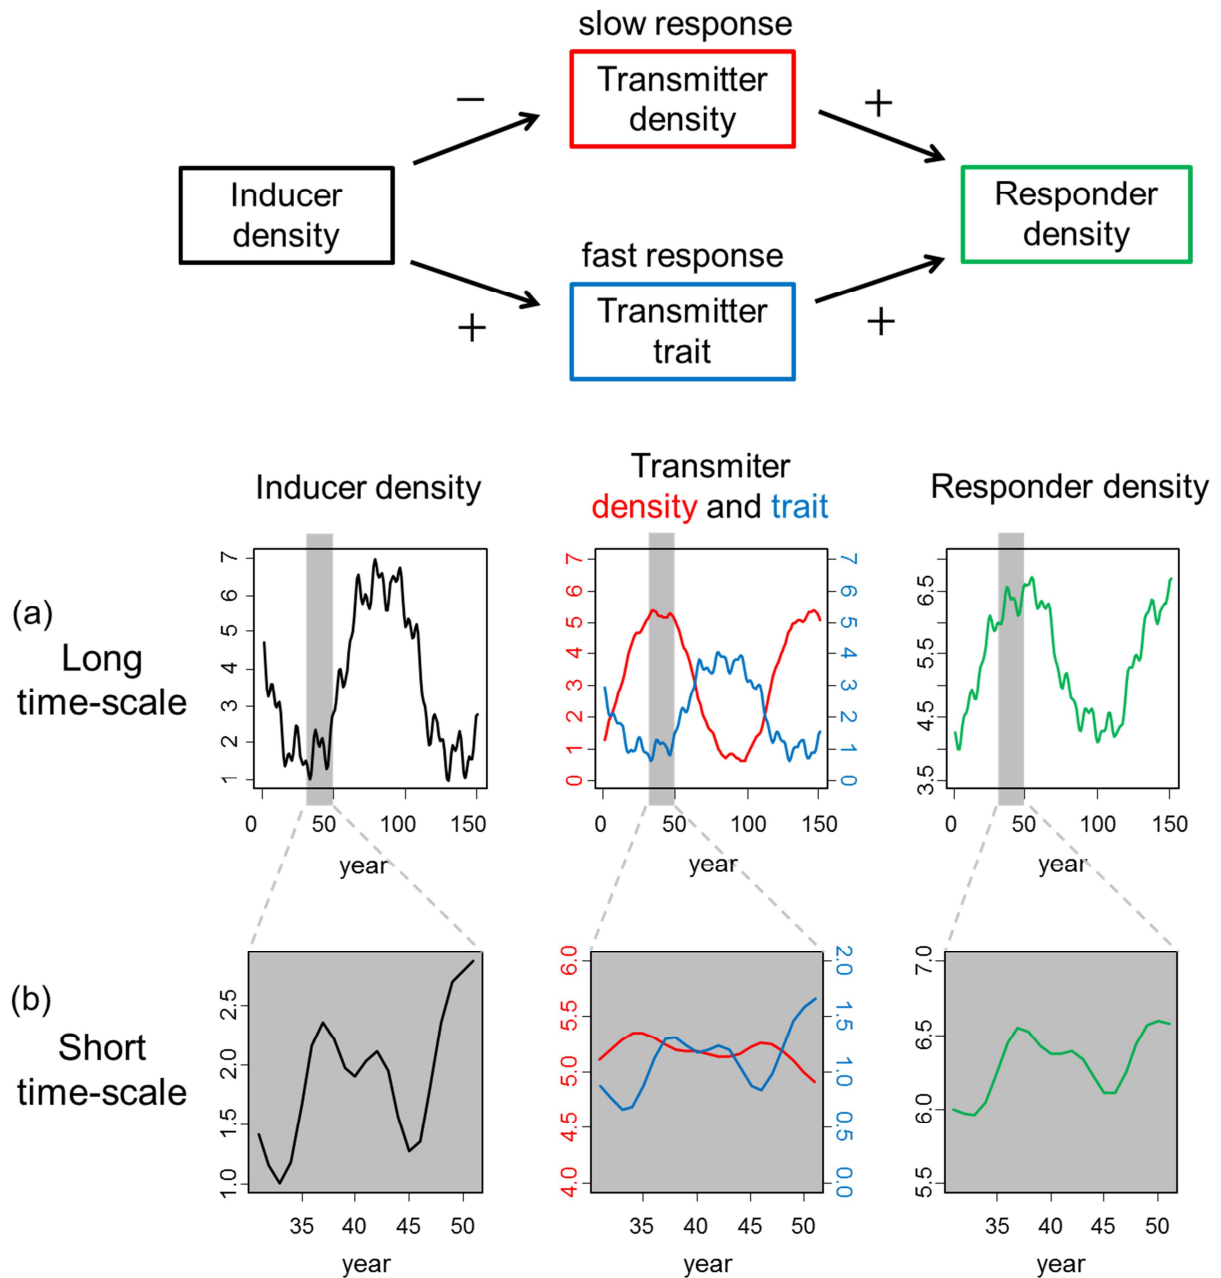 slow response
Transmitter
density
−
+
Inducer
density
Responder
density
fast response
Transmitter
trait
+
+
Inducer density
Transmiter
density and trait
Responder density
(a)
Long
time-scale
7
6
5
4
3
2
1
0 50 100 150
year
7
6
5
4
3
2
1
0
7
6
5
4
3
2
1
0
0 50 100 150
year
6.5
5.5
4.5
3.5
0 50 100 150
year
(b)
Short
time-scale
2.5
2.0
1.5
1.0
35 40 45 50
year
6.0
5.5
5.0
4.5
4.0
2.0
1.5
1.0
0.5
0.0
35 40 45 50
year
7.0
6.5
6.0
5.5
35 40 45 50
year